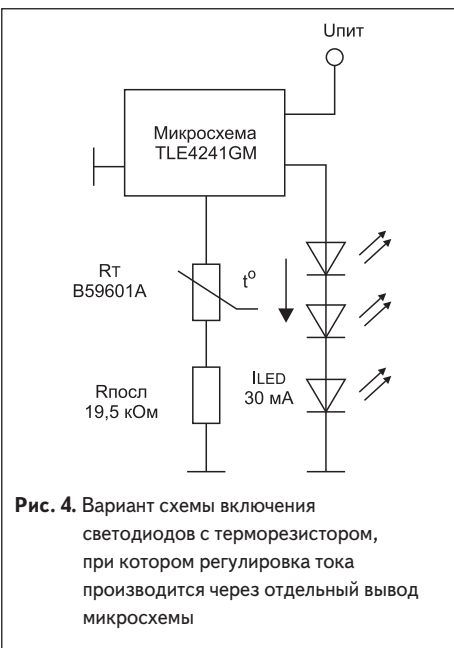 Uпит
Микросхема
TLE4241GM
Rт
B59601A
t°
Rпосл
19,5 кОм
ILED
30 мА
Рис. 4. Вариант схемы включения
светодиодов с терморезистором,
при котором регулировка тока
производится через отдельный вывод
микросхемы